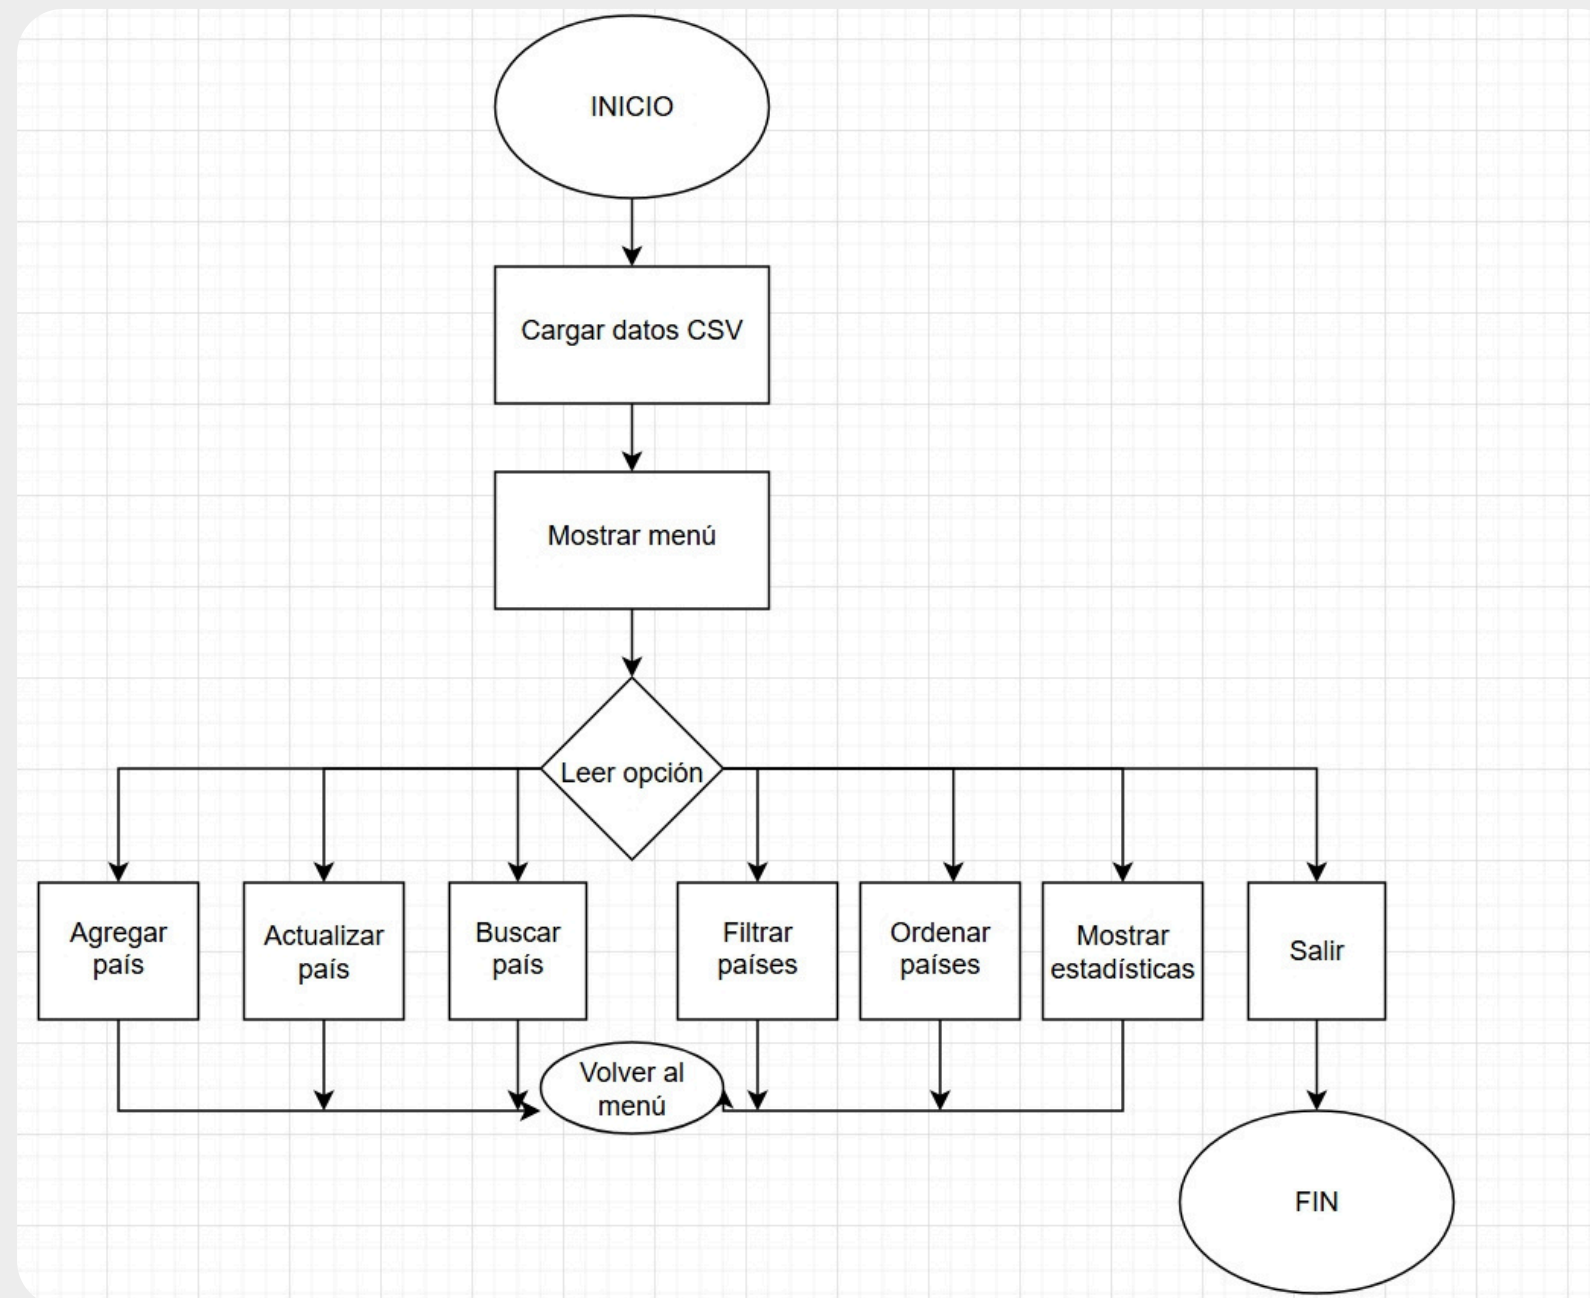 INICIO
Cargar datos CSV
Mostrar menú
Leer opción
Agregar
país
Actualizar
país
Buscar
país
Filtrar
países
Ordenar
países
Mostrar
estadísticas
Salir
Volver al
menú
FIN